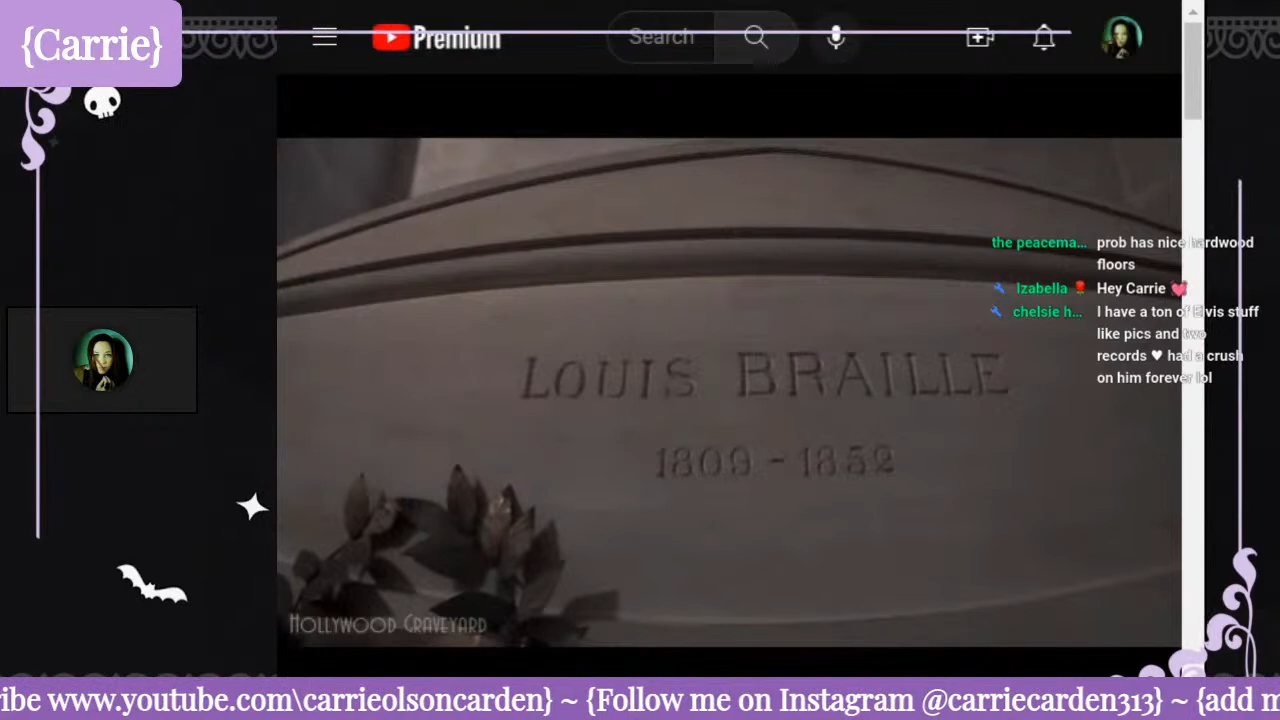 {Carrie}
Premium
Search
the peacema... prob has nice hardwood
floors
Izabella 🌹 Hey Carrie 💘
chelsie h... I have a ton of Elvis stuff
like pics and two
records ♥ had a crush
on him forever lol
LOUIS BRAILLE
1809 - 1852
HOLLYWOOD GRAVEYARD
ribe www.youtube.com\carrieolsoncarden} ~ {Follow me on Instagram @carriecarden313} ~ {add m